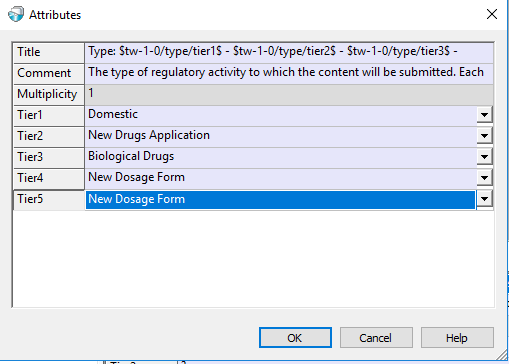 Attributes
Title Type: $tw-1-0/type/tier1$ - $tw-1-0/type/tier2$ - $tw-1-0/type/tier3$ -
Comment The type of regulatory activity to which the content will be submitted. Each
Multiplicity 1
Tier1 Domestic
Tier2 New Drugs Application
Tier3 Biological Drugs
Tier4 New Dosage Form
Tier5 New Dosage Form
OK Cancel Help